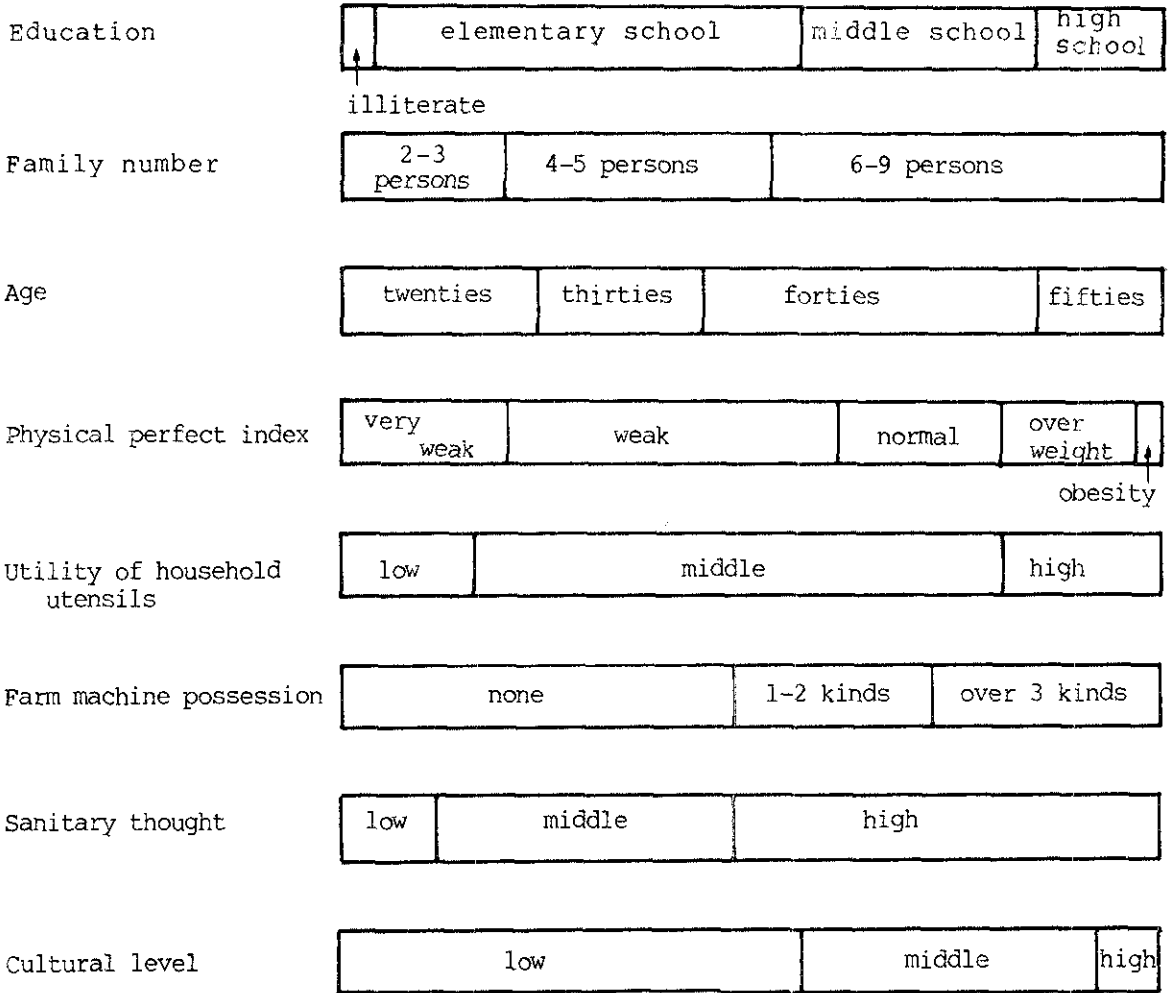 Education
elementary school
middle school
high
school
illiterate
Family number
2-3
persons
4-5 persons
6-9 persons
Age
twenties
thirties
forties
fifties
Physical perfect index
very
weak
weak
normal
over
weight
obesity
Utility of household
utensils
low
middle
high
Farm machine possession
none
1-2 kinds
over 3 kinds
Sanitary thought
low
middle
high
Cultural level
low
middle
high